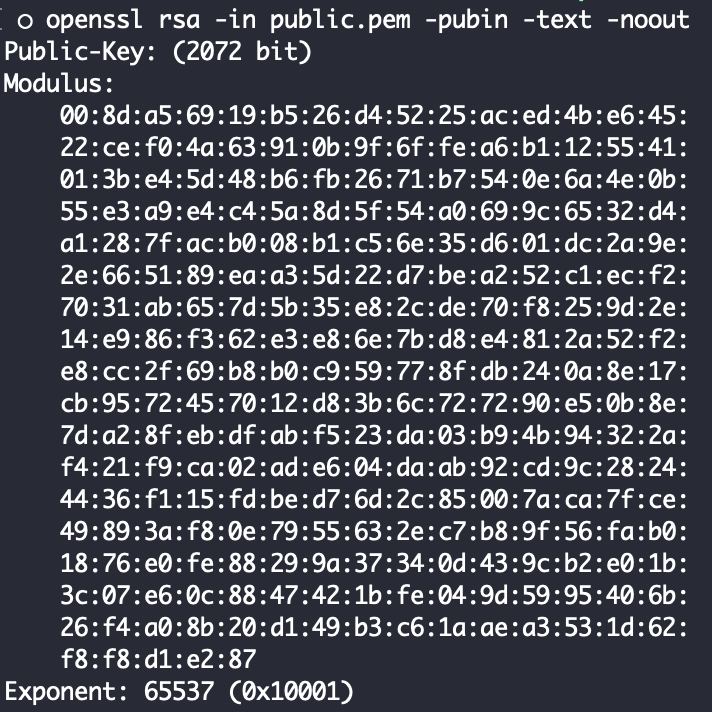 ○ openssl rsa -in public.pem -pubin -text -noout
Public-Key: (2072 bit)
Modulus:
    00:8d:a5:69:19:b5:26:d4:52:25:ac:ed:4b:e6:45:
    22:ce:f0:4a:63:91:0b:9f:6f:fe:a6:b1:12:55:41:
    01:3b:e4:5d:48:b6:fb:26:71:b7:54:0e:6a:4e:0b:
    55:e3:a9:e4:c4:5a:8d:5f:54:a0:69:9c:65:32:d4:
    a1:28:7f:ac:b0:08:b1:c5:6e:35:d6:01:dc:2a:9e:
    2e:66:51:89:ea:a3:5d:22:d7:be:a2:52:c1:ec:f2:
    70:31:ab:65:7d:5b:35:e8:2c:de:70:f8:25:9d:2e:
    14:e9:86:f3:62:e3:e8:6e:7b:d8:e4:81:2a:52:f2:
    e8:cc:2f:69:b8:b0:c9:59:77:8f:db:24:0a:8e:17:
    cb:95:72:45:70:12:d8:3b:6c:72:72:90:e5:0b:8e:
    7d:a2:8f:eb:df:ab:f5:23:da:03:b9:4b:94:32:2a:
    f4:21:f9:ca:02:ad:e6:04:da:ab:92:cd:9c:28:24:
    44:36:f1:15:fd:be:d7:6d:2c:85:00:7a:ca:7f:ce:
    49:89:3a:f8:0e:79:55:63:2e:c7:b8:9f:56:fa:b0:
    18:76:e0:fe:88:29:9a:37:34:0d:43:9c:b2:e0:1b:
    3c:07:e6:0c:88:47:42:1b:fe:04:9d:59:95:40:6b:
    26:f4:a0:8b:20:d1:49:b3:c6:1a:ae:a3:53:1d:62:
    f8:f8:d1:e2:87
Exponent: 65537 (0x10001)